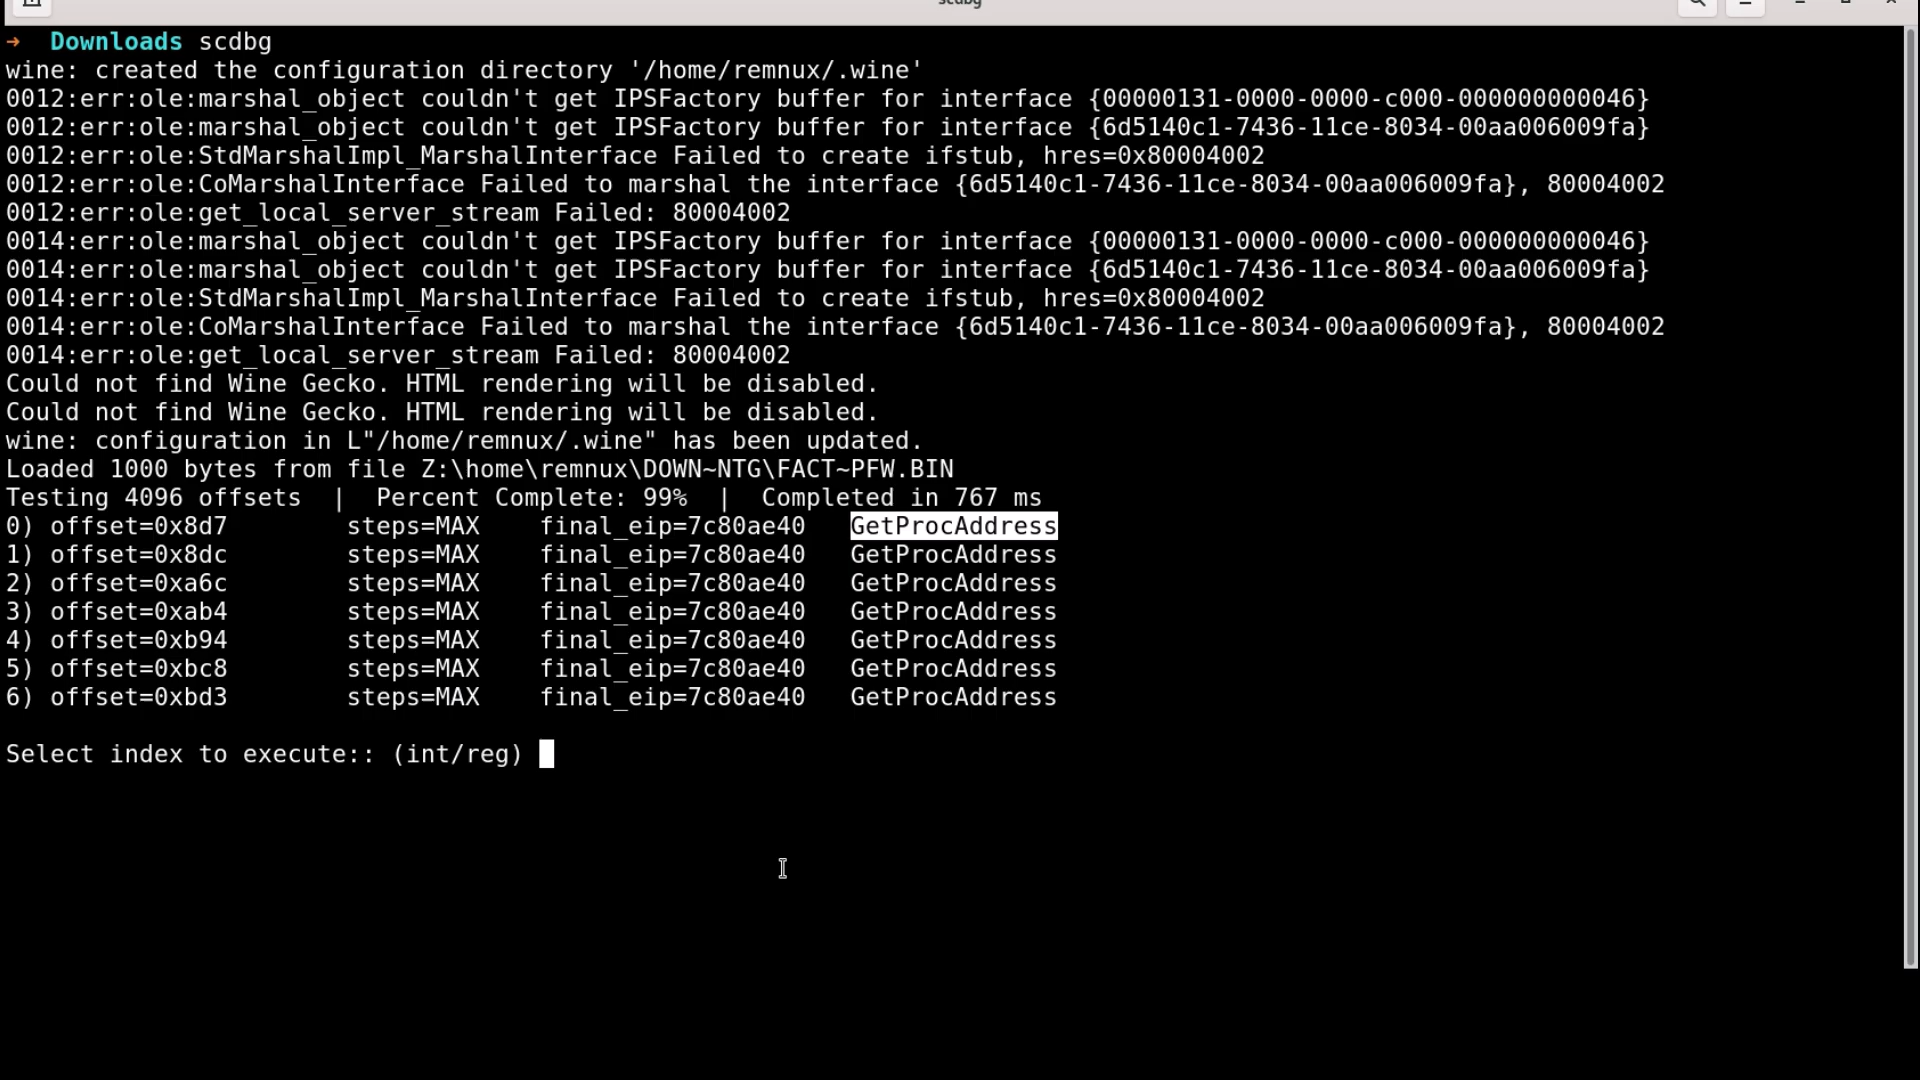 scdbg
→ Downloads scdbg
wine: created the configuration directory '/home/remnux/.wine'
0012:err:ole:marshal_object couldn't get IPSFactory buffer for interface {00000131-0000-0000-c000-000000000046}
0012:err:ole:marshal_object couldn't get IPSFactory buffer for interface {6d5140c1-7436-11ce-8034-00aa006009fa}
0012:err:ole:StdMarshalImpl_MarshalInterface Failed to create ifstub, hres=0x80004002
0012:err:ole:CoMarshalInterface Failed to marshal the interface {6d5140c1-7436-11ce-8034-00aa006009fa}, 80004002
0012:err:ole:get_local_server_stream Failed: 80004002
0014:err:ole:marshal_object couldn't get IPSFactory buffer for interface {00000131-0000-0000-c000-000000000046}
0014:err:ole:marshal_object couldn't get IPSFactory buffer for interface {6d5140c1-7436-11ce-8034-00aa006009fa}
0014:err:ole:StdMarshalImpl_MarshalInterface Failed to create ifstub, hres=0x80004002
0014:err:ole:CoMarshalInterface Failed to marshal the interface {6d5140c1-7436-11ce-8034-00aa006009fa}, 80004002
0014:err:ole:get_local_server_stream Failed: 80004002
Could not find Wine Gecko. HTML rendering will be disabled.
Could not find Wine Gecko. HTML rendering will be disabled.
wine: configuration in L"/home/remnux/.wine" has been updated.
Loaded 1000 bytes from file Z:\home\remnux\DOWN~NTG\FACT~PFW.BIN
Testing 4096 offsets | Percent Complete: 99% | Completed in 767 ms
0) offset=0x8d7 steps=MAX final_eip=7c80ae40 GetProcAddress
1) offset=0x8dc steps=MAX final_eip=7c80ae40 GetProcAddress
2) offset=0xa6c steps=MAX final_eip=7c80ae40 GetProcAddress
3) offset=0xab4 steps=MAX final_eip=7c80ae40 GetProcAddress
4) offset=0xb94 steps=MAX final_eip=7c80ae40 GetProcAddress
5) offset=0xbc8 steps=MAX final_eip=7c80ae40 GetProcAddress
6) offset=0xbd3 steps=MAX final_eip=7c80ae40 GetProcAddress
Select index to execute:: (int/reg)